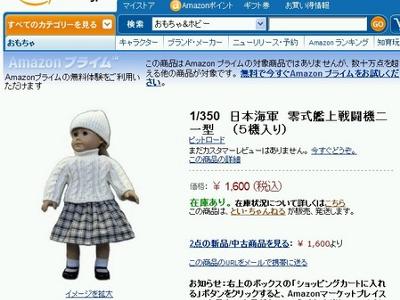 マイストア Amazonポイント ギフト券 お買い得情報
すべてのカテゴリーを見る 検索 おもちゃ&ホビー GO
おもちゃ キャラクター ブランド・メーカー ニューリリース・予約 Amazon ランキング 知育玩
Amazon プライム
この商品はAmazon プライムの対象商品ではありませんが、数十万点を
超える他の商品が対象です。無料で今すぐAmazon プライムをお試しくだ
さい。
Amazonプライムの無料体験をご利用い
ただけます
1/350 日本海軍 零式艦上戦闘機二
一型 (5機入り)
ピットロード
まだカスタマーレビューはありません。今すぐどうぞ。
この商品の詳細
価格: ¥ 1,600 (税込)
在庫あり。 在庫状況について詳しくはこちら
この商品は、とい・ちゃんねる が販売、発送します。
2点の新品/中古商品を見る: ¥ 1,600より
この商品のURLをメールで携帯に送る
イメージを拡大
お知らせ:右上のボックスの「ショッピングカートに入れ
る」ボタンをクリックすると、Amazonマーケットプレイス